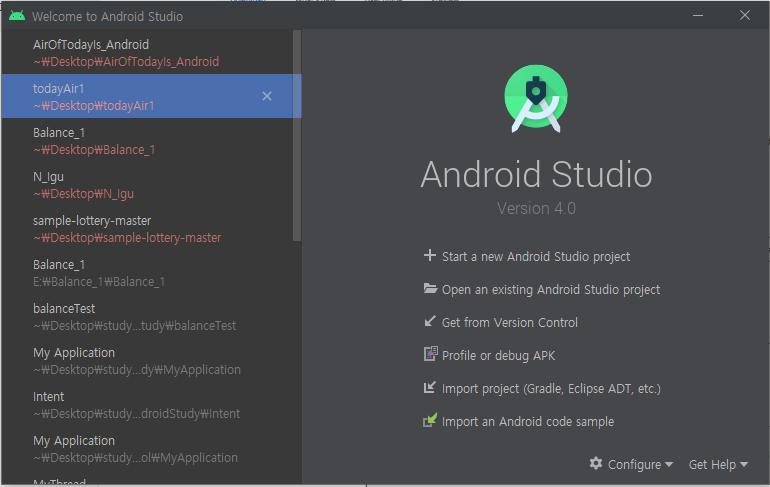 Welcome to Android Studio
AirOfTodayIs_Android
~₩Desktop₩AirOfTodayIs_Android
todayAir1
~₩Desktop₩todayAir1
Balance_1
~₩Desktop₩Balance_1
N_Igu
~₩Desktop₩N_Igu
sample-lottery-master
~₩Desktop₩sample-lottery-master
Balance_1
E:₩Balance_1₩Balance_1
balanceTest
~₩Desktop₩study...tudy₩balanceTest
My Application
~₩Desktop₩study...dy₩MyApplication
Intent
~₩Desktop₩study...droidStudy₩Intent
My Application
~₩Desktop₩study...ol₩MyApplication
MyThread
Android Studio
Version 4.0
Start a new Android Studio project
Open an existing Android Studio project
Get from Version Control
Profile or debug APK
Import project (Gradle, Eclipse ADT, etc.)
Import an Android code sample
Configure
Get Help